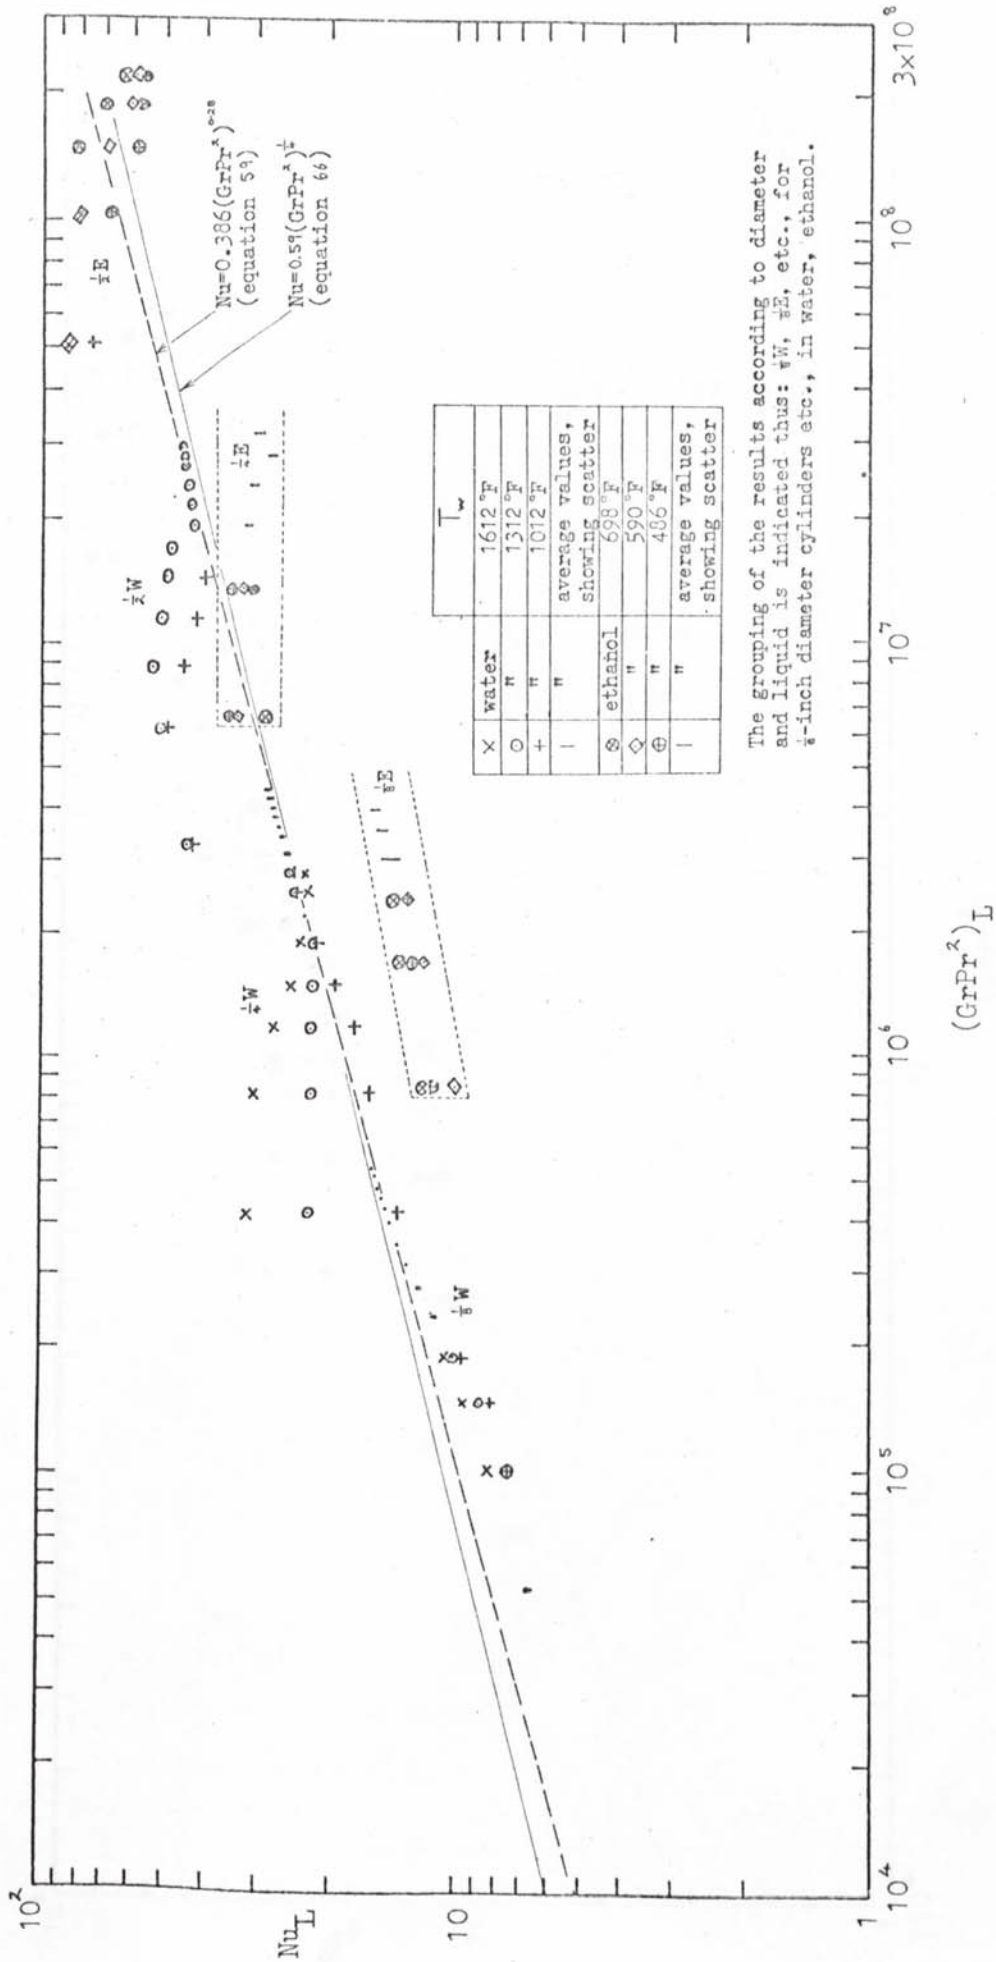 10²
Nu_L
10
1
10⁴
10⁵
10⁶
10⁷
10⁸
3×10⁸
(GrPr²)_L
Nu=0.386(GrPr²)^0.28
(equation 59)
Nu=0.59(GrPr²)^¼
(equation 66)
⅛W
¼W
½W
⅛E
¼E
½E
T_w
× water 1612°F
⊙ " 1312°F
+ " 1012°F
| " average values,
showing scatter
⊗ ethanol 698°F
◇ " 590°F
⊕ " 486°F
| " average values,
showing scatter
The grouping of the results according to diameter
and liquid is indicated thus: ⅛W, ⅛E, etc., for
⅛-inch diameter cylinders etc., in water, ethanol.